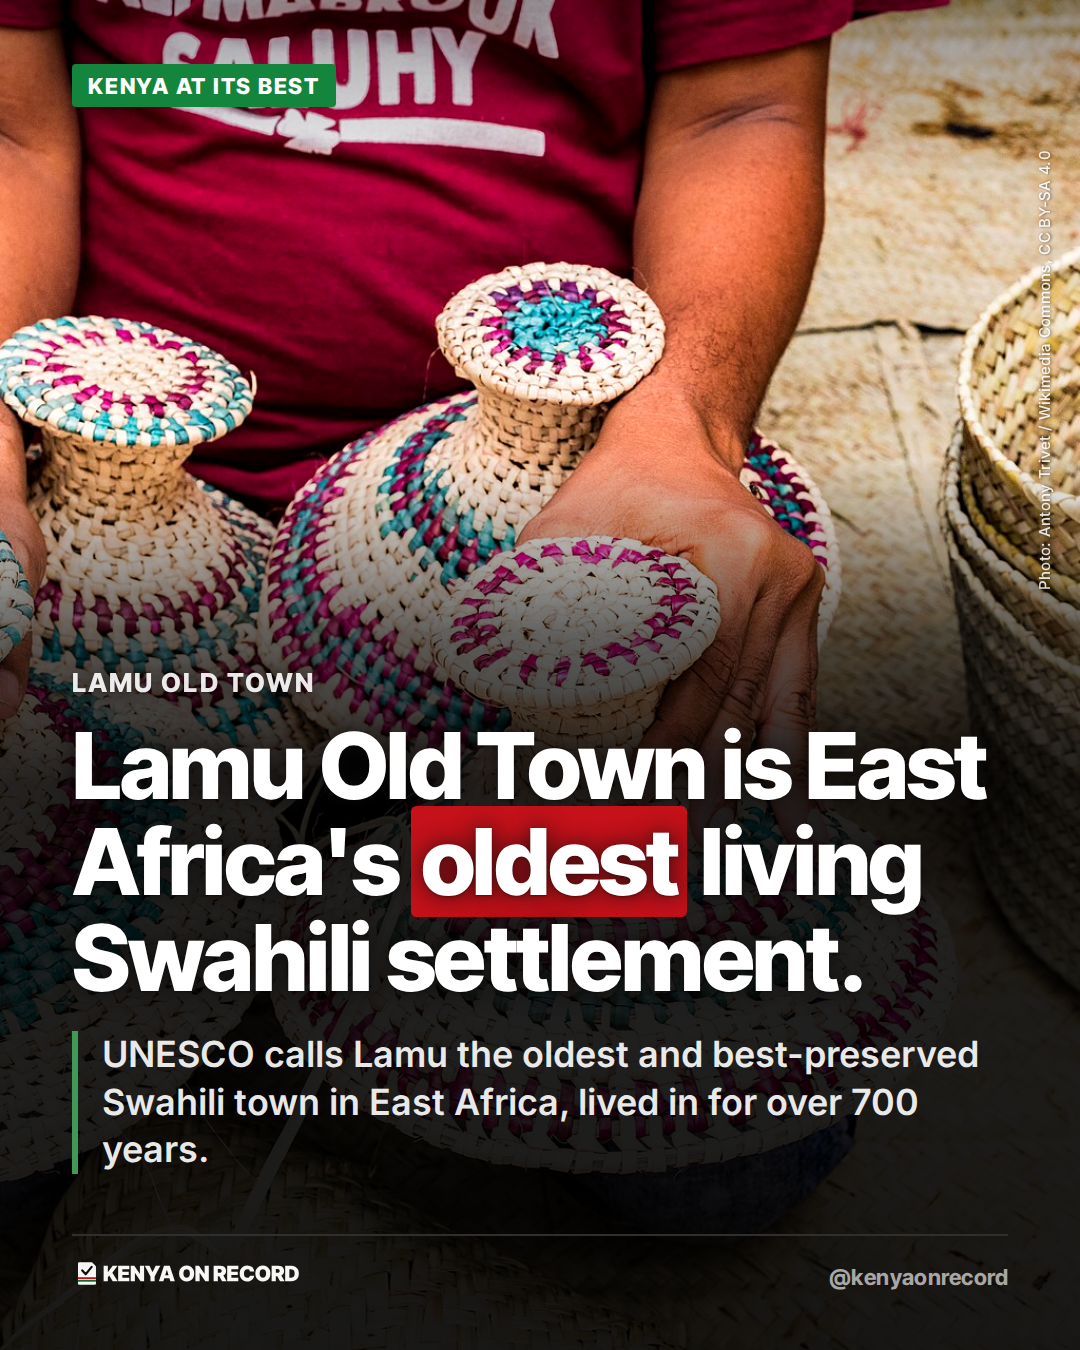 SALUHY
KENYA AT ITS BEST
Photo: Antony Trivet / Wikimedia Commons, CC BY-SA 4.0
LAMU OLD TOWN
Lamu Old Town is East
Africa's oldest living
Swahili settlement.
UNESCO calls Lamu the oldest and best-preserved
Swahili town in East Africa, lived in for over 700
years.
KENYA ON RECORD
@kenyaonrecord